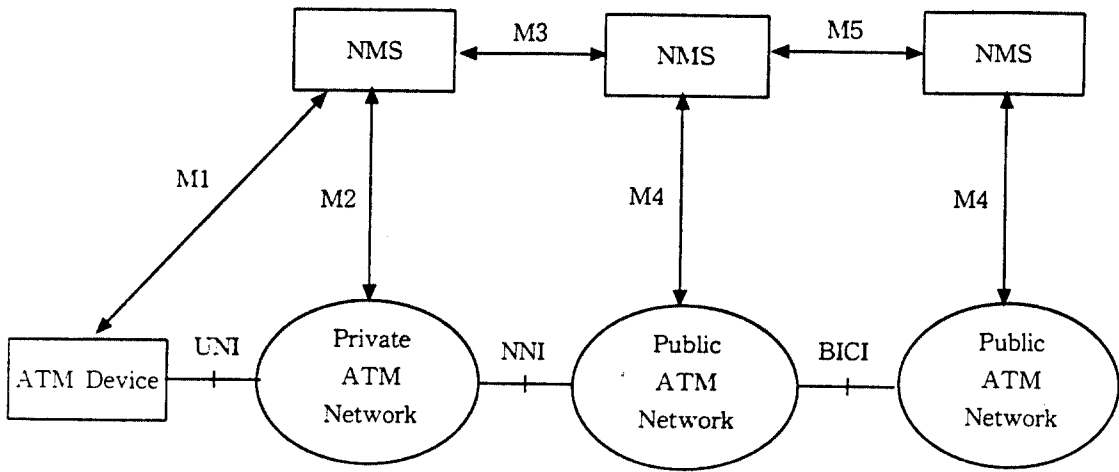 M3
M5
NMS
NMS
NMS
M1
M2
M4
M4
UNI
Private
ATM
Network
NNI
Public
ATM
Network
BICI
Public
ATM
Network
ATM Device